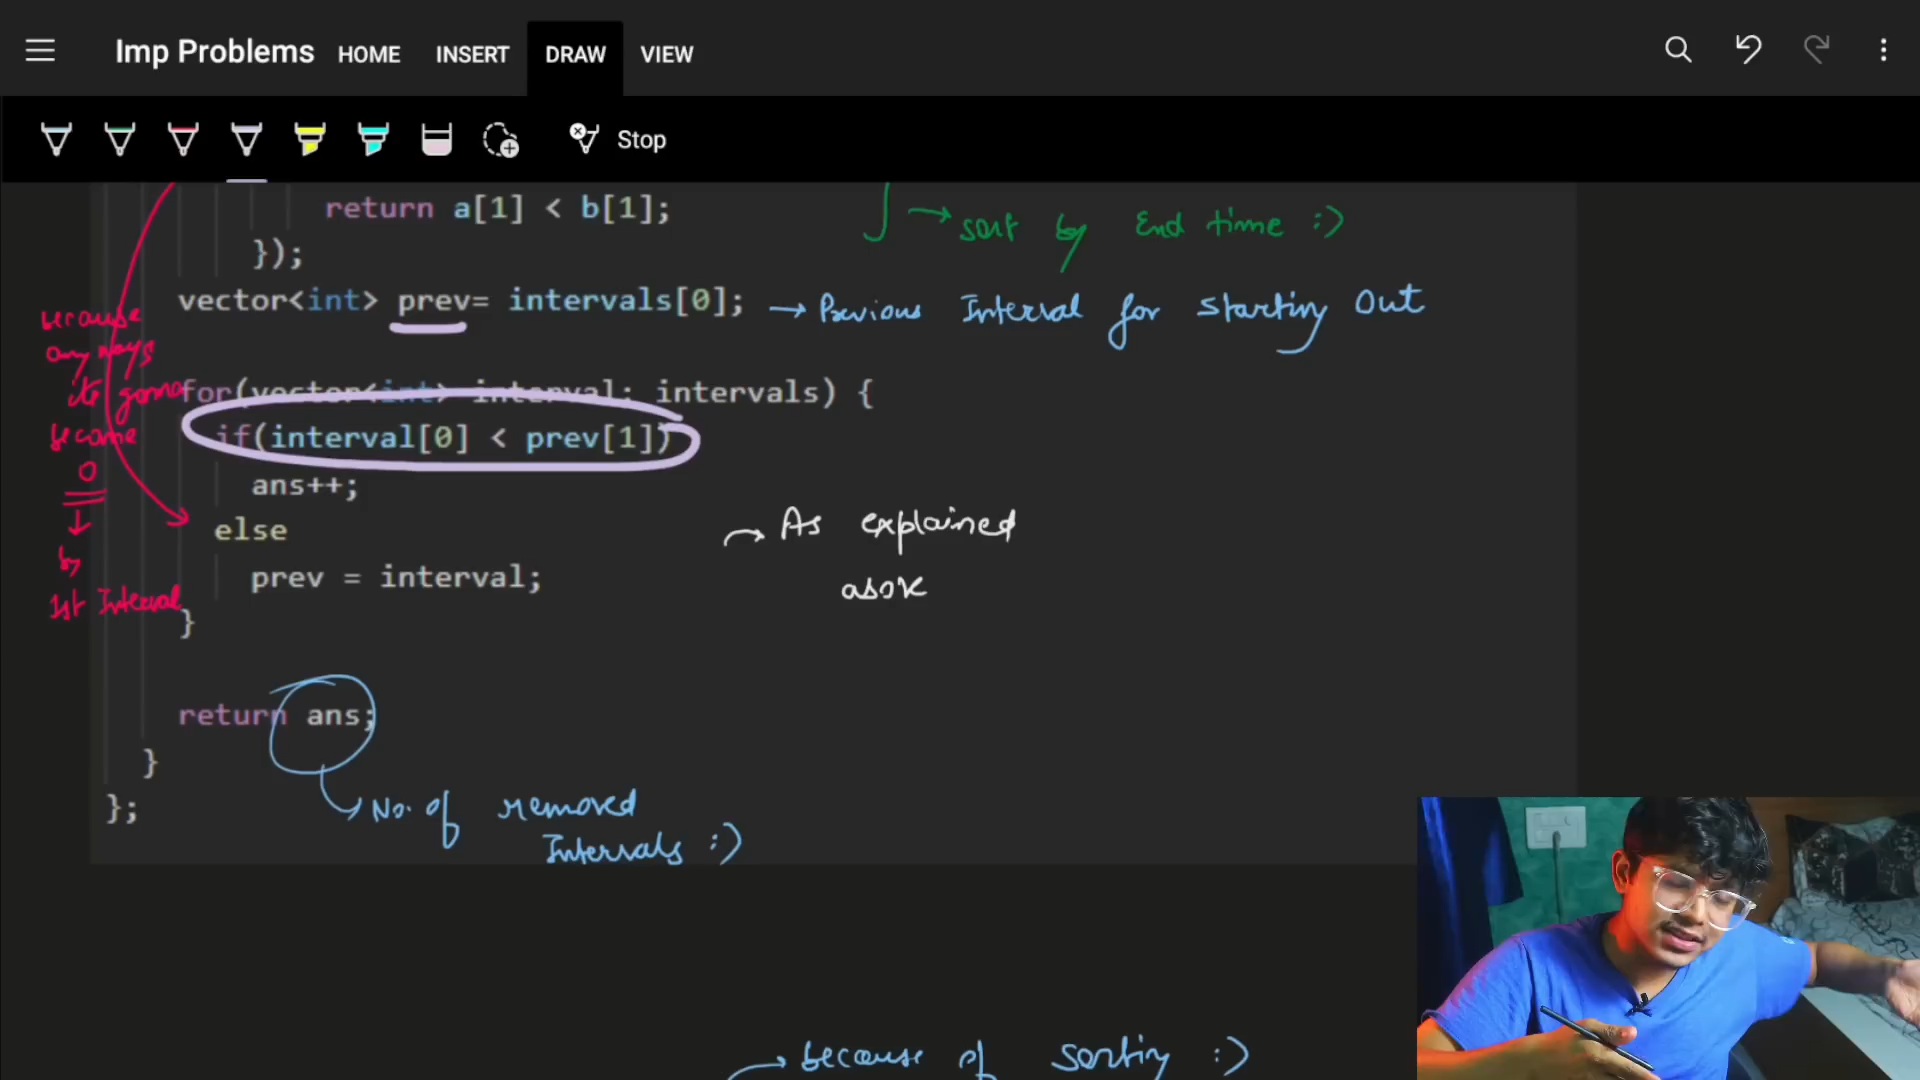 Imp Problems HOME INSERT DRAW VIEW
Stop
return a[1] < b[1];
→ sort by End time :)
});
vector<int> prev= intervals[0]; → Previous Interval for starting Out
because
any ways
its gonna
become
0
by
1st Interval
for(vector<int> interval: intervals) {
if(interval[0] < prev[1])
ans++;
else
→ As explained
above
prev = interval;
}
return ans;
}
};
→ No. of removed
Intervals :)
→ because of sorting :)